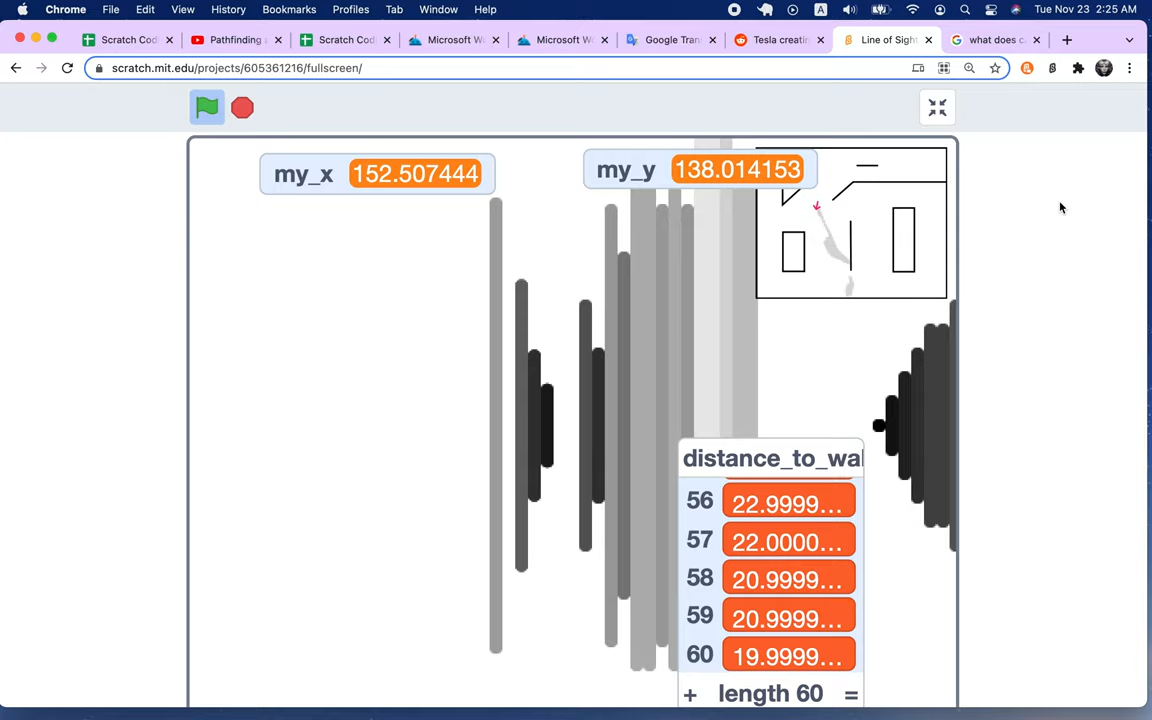 Chrome File Edit View History Bookmarks Profiles Tab Window Help A Tue Nov 23 2:25 AM
Scratch Cod Pathfinding a Scratch Cod Microsoft W Microsoft W Google Tran Tesla creatin Line of Sigh what does c
scratch.mit.edu/projects/605361216/fullscreen/
my_x 152.507444
my_y 138.014153
distance_to_wal
56 22.9999...
57 22.0000...
58 20.9999...
59 20.9999...
60 19.9999...
+ length 60 =